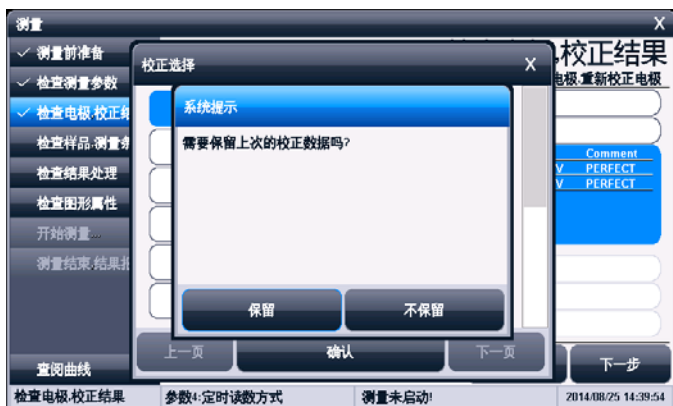 测量
X
✓ 测量前准备
✓ 检查测量参数
✓ 检查电极.校正结
检查样品.测量条
检查结果处理
检查图形属性
开始测量...
测量结束.结果报
查阅曲线
校正选择
X
系统提示
需要保留上次的校正数据吗?
保留
不保留
上一页
确认
下一页
,校正结果
电极.重新校正电极
Comment
V PERFECT
V PERFECT
下一步
检查电极.校正结果
参数4:定时读数方式
测量未启动!
2014/08/25 14:39:54